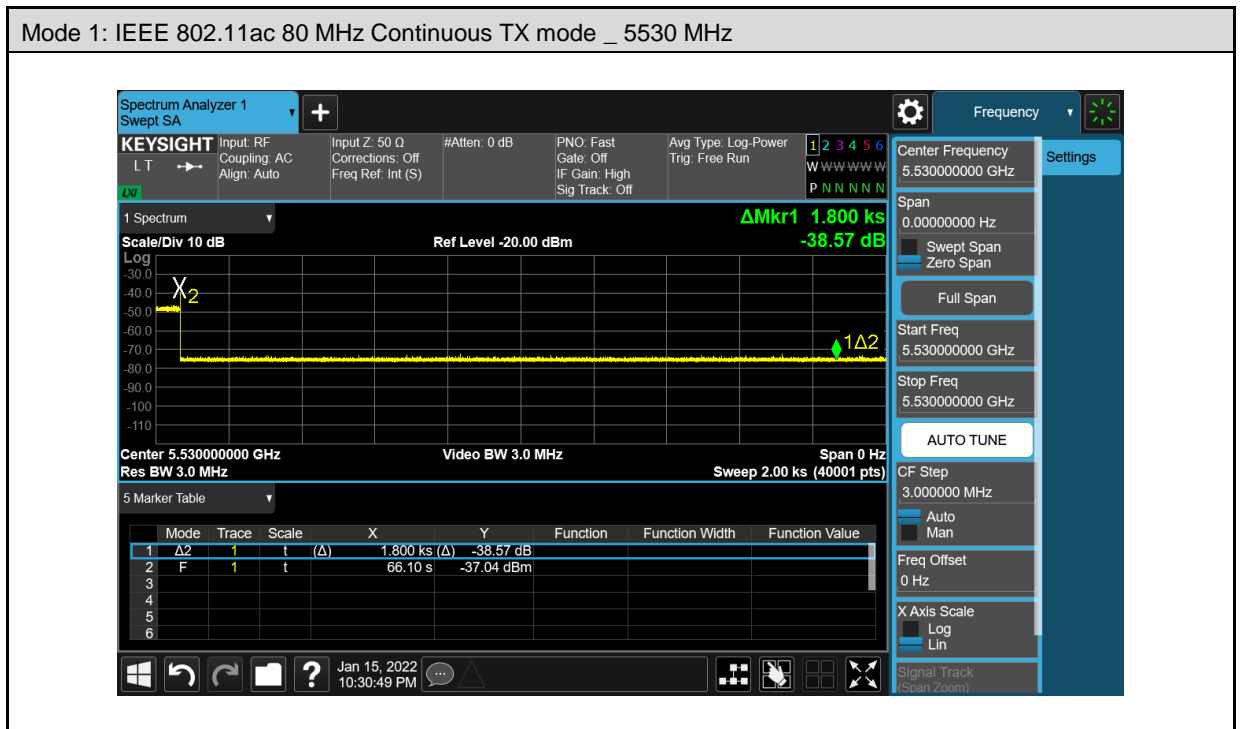 Mode 1: IEEE 802.11ac 80 MHz Continuous TX mode _ 5530 MHz
Spectrum Analyzer 1
Swept SA
+
Frequency
KEYSIGHT
L T
LXI
Input: RF
Coupling: AC
Align: Auto
Input Z: 50 Ω
Corrections: Off
Freq Ref: Int (S)
#Atten: 0 dB
PNO: Fast
Gate: Off
IF Gain: High
Sig Track: Off
Avg Type: Log-Power
Trig: Free Run
1 2 3 4 5 6
W W W W W W
P N N N N N
1 Spectrum
ΔMkr1 1.800 ks
Scale/Div 10 dB
Ref Level -20.00 dBm
-38.57 dB
Log
-30.0
-40.0
-50.0
-60.0
-70.0
-80.0
-90.0
-100
-110
X2
1Δ2
Center 5.530000000 GHz
Video BW 3.0 MHz
Span 0 Hz
Res BW 3.0 MHz
Sweep 2.00 ks (40001 pts)
5 Marker Table
Mode Trace Scale X Y Function Function Width Function Value
1 Δ2 1 t (Δ) 1.800 ks (Δ) -38.57 dB
2 F 1 t 66.10 s -37.04 dBm
3
4
5
6
Center Frequency
5.530000000 GHz
Settings
Span
0.00000000 Hz
Swept Span
Zero Span
Full Span
Start Freq
5.530000000 GHz
Stop Freq
5.530000000 GHz
AUTO TUNE
CF Step
3.000000 MHz
Auto
Man
Freq Offset
0 Hz
X Axis Scale
Log
Lin
Signal Track
(Span Zoom)
?
Jan 15, 2022
10:30:49 PM